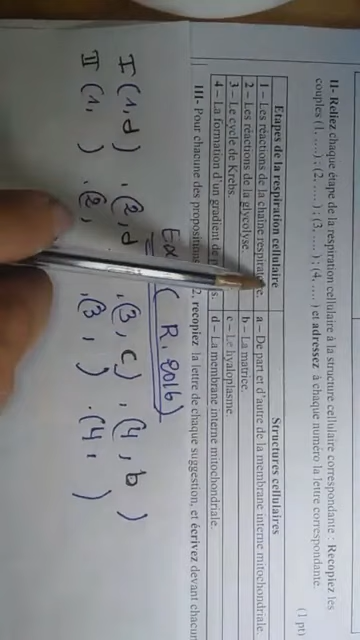 II- Reliez chaque étape de la respiration cellulaire à la structure cellulaire correspondante : Recopiez les
couples (1, ....) ; (2, ....) ; (3, ....) ; (4, ....) et adressez à chaque numéro la lettre correspondante.
(1 pt)
Etapes de la respiration cellulaire Structures cellulaires
1 – Les réactions de la chaîne respiratoire. a – De part et d'autre de la membrane interne mitochondriale.
2 – Les réactions de la glycolyse. b – La matrice.
3 – Le cycle de Krebs. c – Le hyaloplasme.
4 – La formation d'un gradient de d – La membrane interne mitochondriale.
III- Pour chacune des propositions 2, recopiez la lettre de chaque suggestion, et écrivez devant chacun
Ex (R. 2016)
I (1, d) . (2, d . (3, c) . (4, b)
II (1, ) . (2, . (3, ) . (4, )